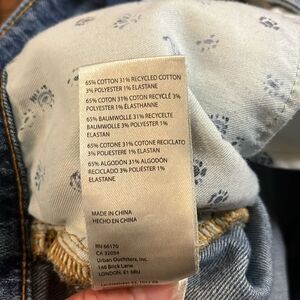 65% COTTON 31% RECYCLED COTTON
3% POLYESTER 1% ELASTANE
65% COTON 31% COTON RECYCLÉ 3%
POLYESTER 1% ÉLASTHANNE
65% BAUMWOLLE 31% RECYCELTE
BAUMWOLLE 3% POLYESTER 1%
ELASTAN
65% COTONE 31% COTONE RICICLATO
3% POLIESTERE 1% ELASTAN
65% ALGODÓN 31% ALGODÓN
RECICLADO 3% POLIÉSTER 1%
ELASTANO
MADE IN CHINA
HECHO EN CHINA
RN 66170
CA 32054
Urban Outfitters, Inc.
146 Brick Lane
LONDON, E1 6RU